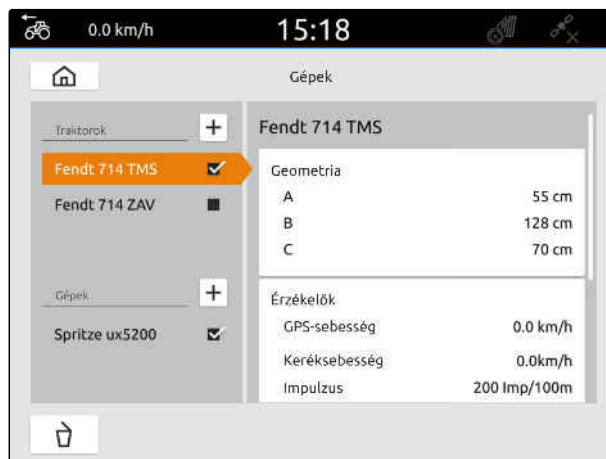 0.0 km/h
15:18
Gépek
Traktorok
Fendt 714 TMS
Fendt 714 ZAV
Gépek
Spritze ux5200
Fendt 714 TMS
Geometria
A 55 cm
B 128 cm
C 70 cm
Érzékelők
GPS-sebesség 0.0 km/h
Keréksebesség 0.0km/h
Impulzus 200 Imp/100m